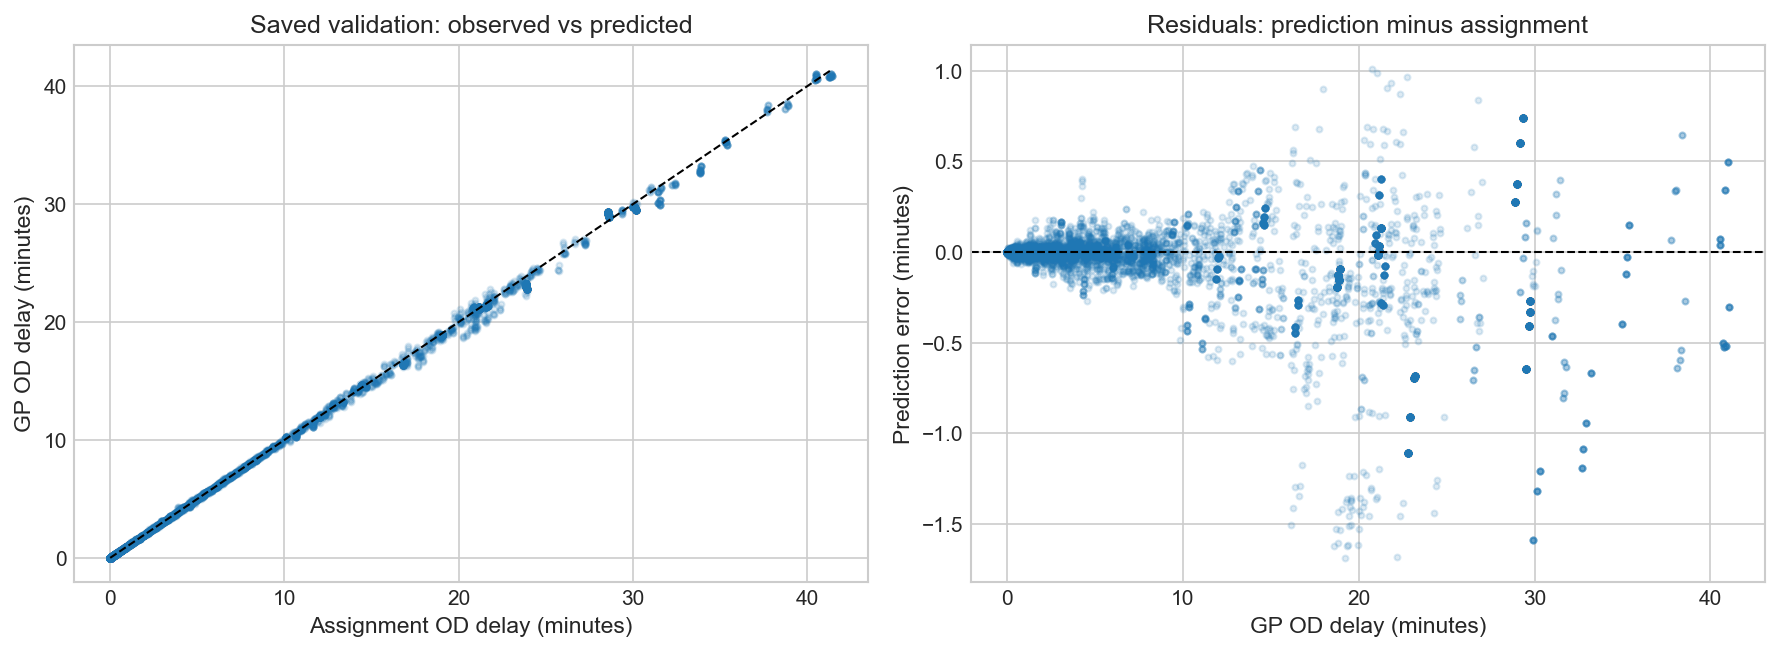 Saved validation: observed vs predicted
GP OD delay (minutes)
40
30
20
10
0
0 10 20 30 40
Assignment OD delay (minutes)
Residuals: prediction minus assignment
Prediction error (minutes)
1.0
0.5
0.0
−0.5
−1.0
−1.5
0 10 20 30 40
GP OD delay (minutes)